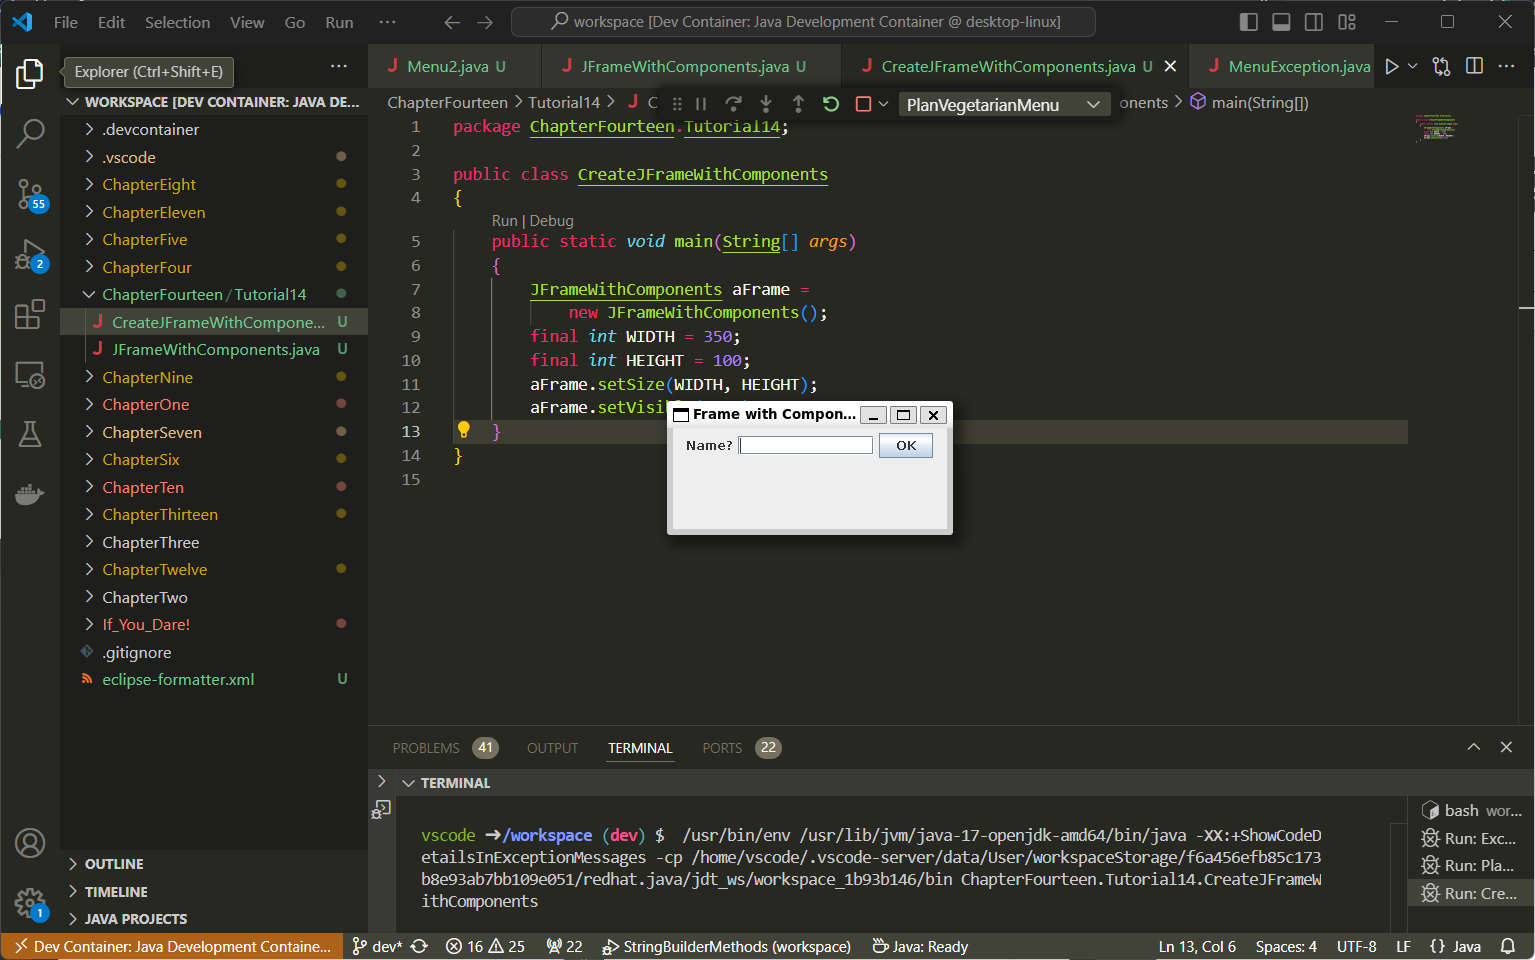 File Edit Selection View Go Run ··· workspace [Dev Container: Java Development Container @ desktop-linux]
Explorer (Ctrl+Shift+E)
Menu2.java U
JFrameWithComponents.java U
CreateJFrameWithComponents.java U
MenuException.java
WORKSPACE [DEV CONTAINER: JAVA DE...
.devcontainer
.vscode
ChapterEight
ChapterEleven
ChapterFive
ChapterFour
ChapterFourteen / Tutorial14
CreateJFrameWithCompone... U
JFrameWithComponents.java U
ChapterNine
ChapterOne
ChapterSeven
ChapterSix
ChapterTen
ChapterThirteen
ChapterThree
ChapterTwelve
ChapterTwo
If_You_Dare!
.gitignore
eclipse-formatter.xml U
OUTLINE
TIMELINE
JAVA PROJECTS
55
2
1
ChapterFourteen > Tutorial14 > C
PlanVegetarianMenu
onents > main(String[])
1 package ChapterFourteen.Tutorial14;
2
3 public class CreateJFrameWithComponents
4 {
Run | Debug
5 public static void main(String[] args)
6 {
7 JFrameWithComponents aFrame =
8 new JFrameWithComponents();
9 final int WIDTH = 350;
10 final int HEIGHT = 100;
11 aFrame.setSize(WIDTH, HEIGHT);
12 aFrame.setVisib
13 }
14 }
15
Frame with Compon...
Name? OK
PROBLEMS 41 OUTPUT TERMINAL PORTS 22
TERMINAL
vscode ➜/workspace (dev) $ /usr/bin/env /usr/lib/jvm/java-17-openjdk-amd64/bin/java -XX:+ShowCodeD
etailsInExceptionMessages -cp /home/vscode/.vscode-server/data/User/workspaceStorage/f6a456efb85c173
b8e93ab7bb109e051/redhat.java/jdt_ws/workspace_1b93b146/bin ChapterFourteen.Tutorial14.CreateJFrameW
ithComponents
bash wor...
Run: Exc...
Run: Pla...
Run: Cre...
Dev Container: Java Development Containe... dev* 16 25 22 StringBuilderMethods (workspace) Java: Ready Ln 13, Col 6 Spaces: 4 UTF-8 LF {} Java